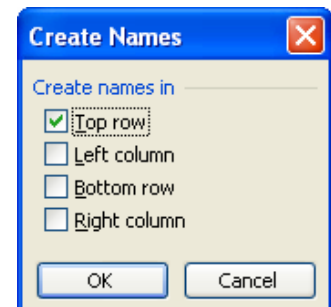 Create Names
Create names in
Top row
Left column
Bottom row
Right column
OK Cancel